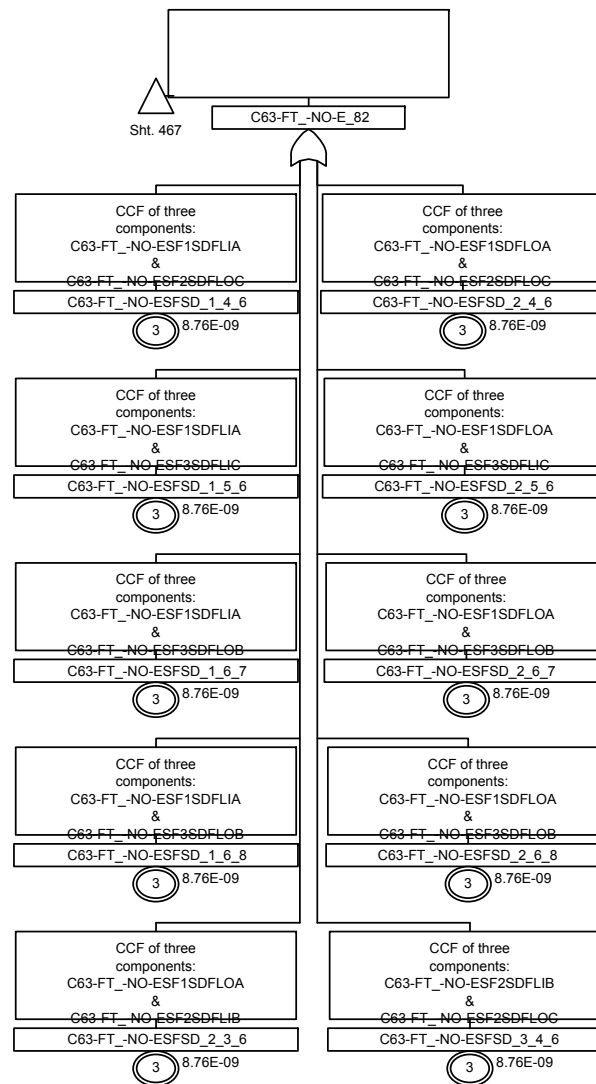 Sht. 467
C63-FT_-NO-E_82
CCF of three
components:
C63-FT_-NO-ESF1SDFLIA
&
C63-FT_-NO-ESF2SDFLOC
C63-FT_-NO-ESFSD_1_4_6
3
8.76E-09
CCF of three
components:
C63-FT_-NO-ESF1SDFLOA
&
C63-FT_-NO-ESF2SDFLOC
C63-FT_-NO-ESFSD_2_4_6
3
8.76E-09
CCF of three
components:
C63-FT_-NO-ESF1SDFLIA
&
C63-FT_-NO-ESF3SDFLIC
C63-FT_-NO-ESFSD_1_5_6
3
8.76E-09
CCF of three
components:
C63-FT_-NO-ESF1SDFLOA
&
C63-FT_-NO-ESF3SDFLIC
C63-FT_-NO-ESFSD_2_5_6
3
8.76E-09
CCF of three
components:
C63-FT_-NO-ESF1SDFLIA
&
C63-FT_-NO-ESF3SDFLOB
C63-FT_-NO-ESFSD_1_6_7
3
8.76E-09
CCF of three
components:
C63-FT_-NO-ESF1SDFLOA
&
C63-FT_-NO-ESF3SDFLOB
C63-FT_-NO-ESFSD_2_6_7
3
8.76E-09
CCF of three
components:
C63-FT_-NO-ESF1SDFLIA
&
C63-FT_-NO-ESF3SDFLOB
C63-FT_-NO-ESFSD_1_6_8
3
8.76E-09
CCF of three
components:
C63-FT_-NO-ESF1SDFLOA
&
C63-FT_-NO-ESF3SDFLOB
C63-FT_-NO-ESFSD_2_6_8
3
8.76E-09
CCF of three
components:
C63-FT_-NO-ESF1SDFLOA
&
C63-FT_-NO-ESF2SDFLIB
C63-FT_-NO-ESFSD_2_3_6
3
8.76E-09
CCF of three
components:
C63-FT_-NO-ESF2SDFLIB
&
C63-FT_-NO-ESF2SDFLOC
C63-FT_-NO-ESFSD_3_4_6
3
8.76E-09